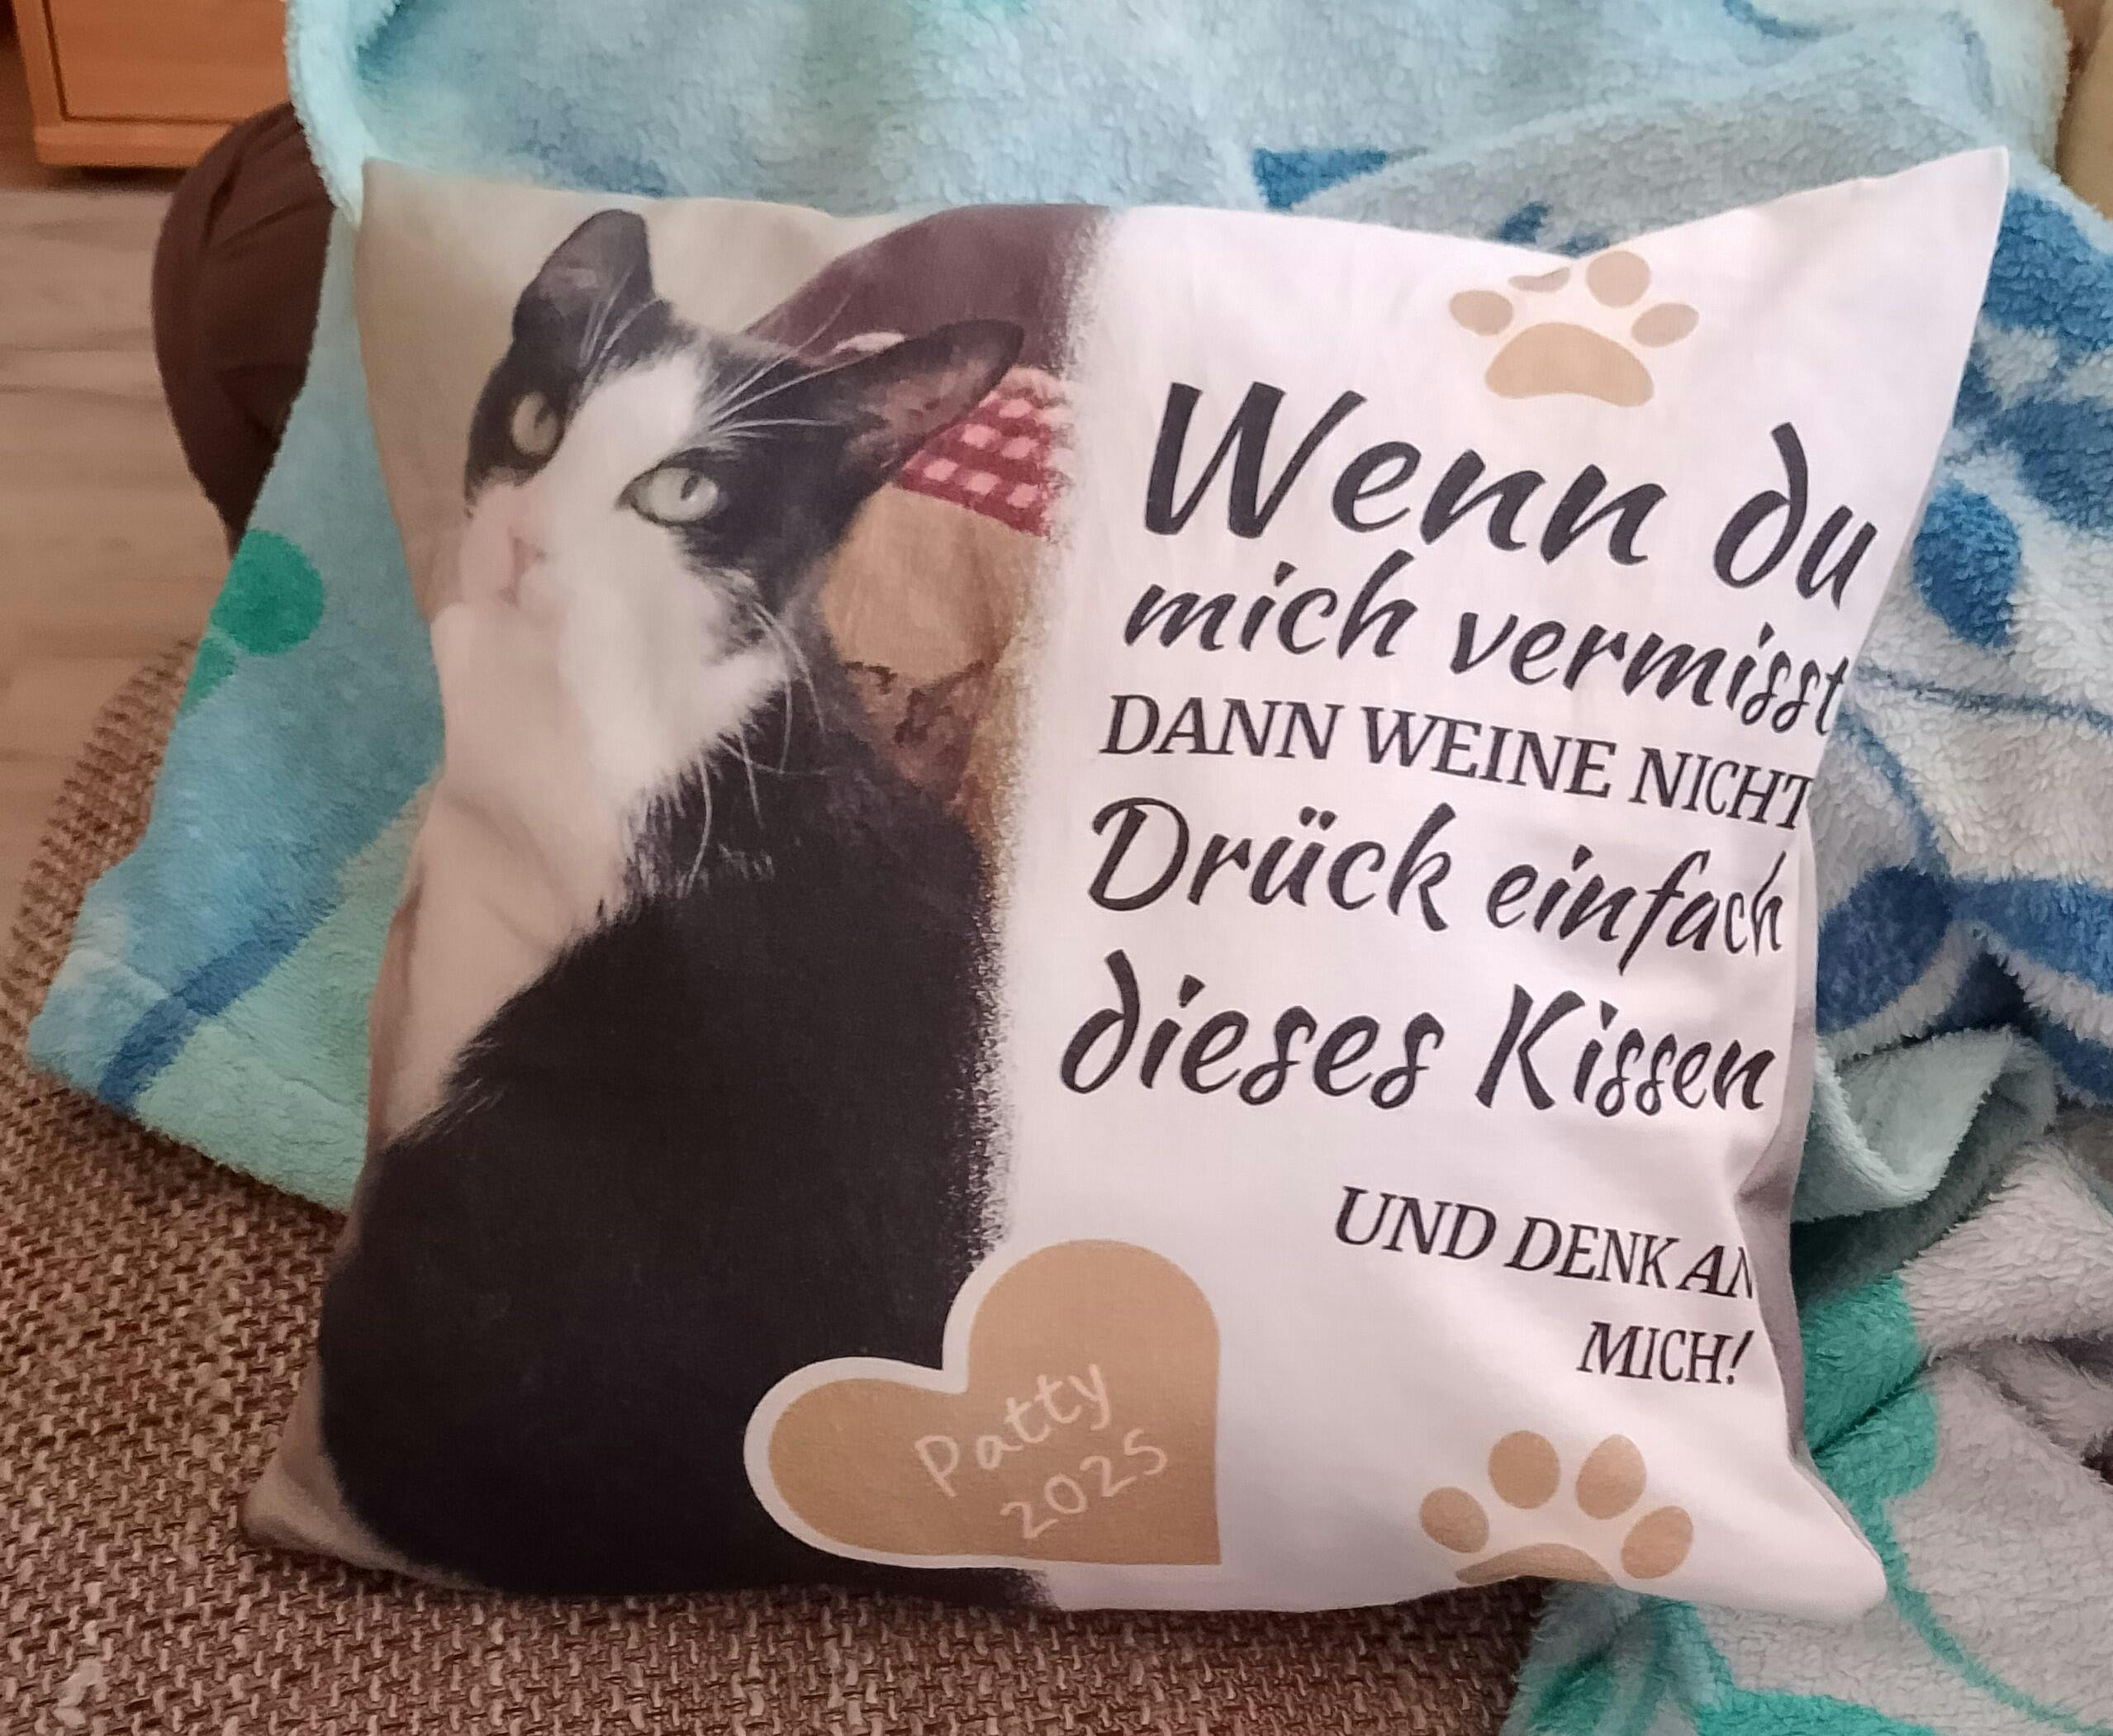 Wenn du
mich vermisst
DANN WEINE NICHT
Drück einfach
dieses Kissen
UND DENK AN
MICH!
Patty
2025